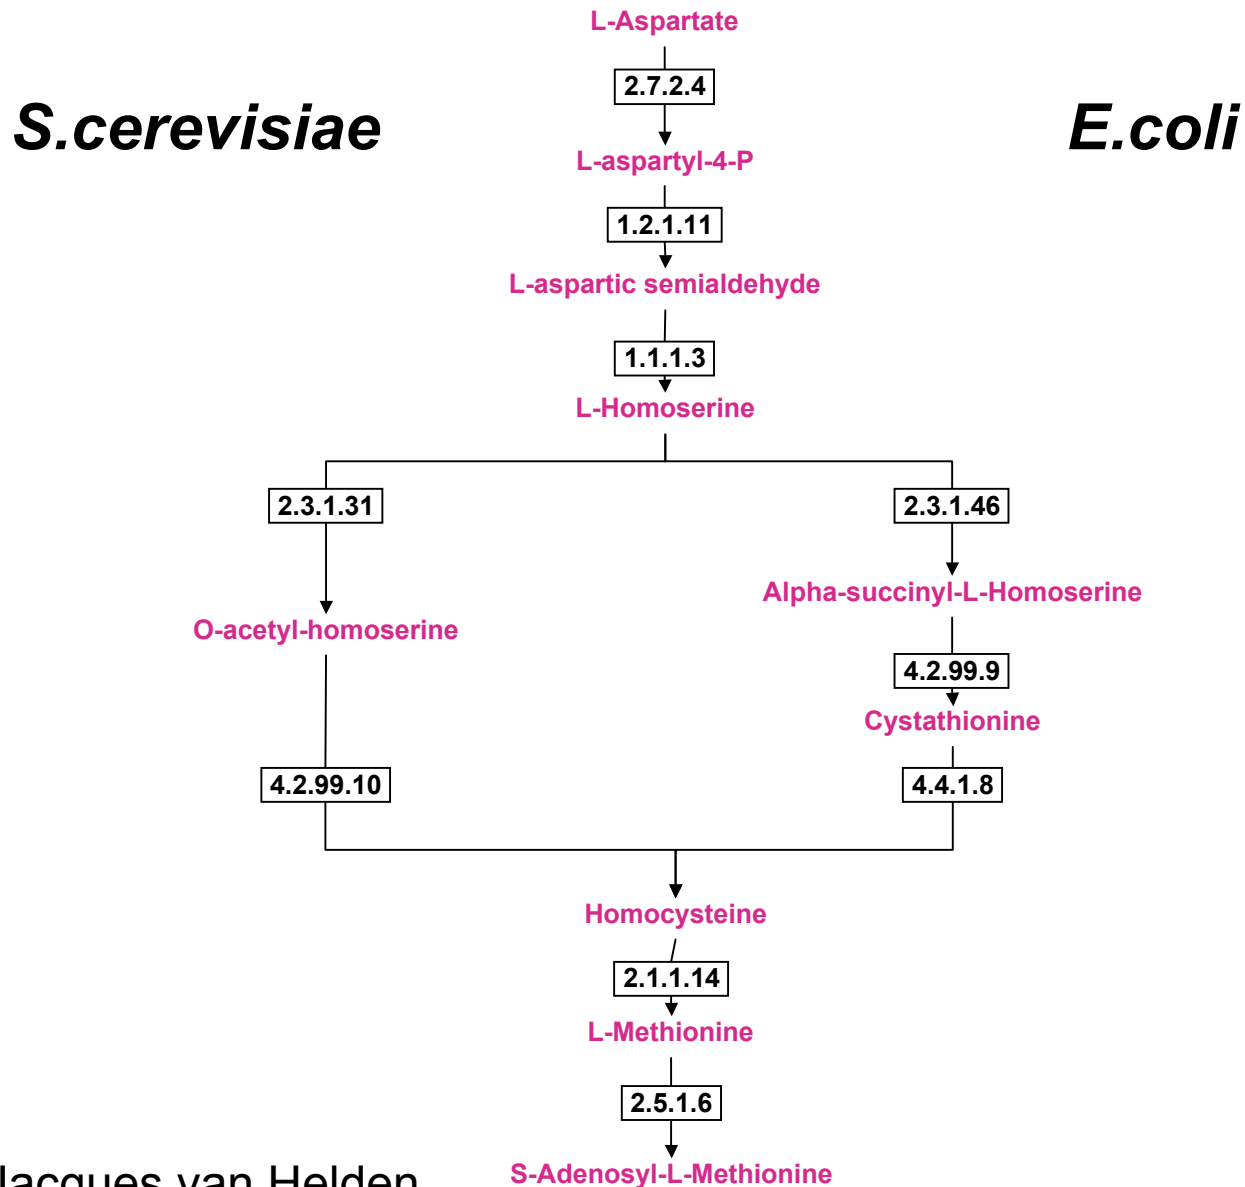 L-Aspartate
2.7.2.4
S.cerevisiae
E.coli
L-aspartyl-4-P
1.2.1.11
L-aspartic semialdehyde
1.1.1.3
L-Homoserine
2.3.1.31
2.3.1.46
Alpha-succinyl-L-Homoserine
O-acetyl-homoserine
4.2.99.9
Cystathionine
4.2.99.10
4.4.1.8
Homocysteine
2.1.1.14
L-Methionine
2.5.1.6
S-Adenosyl-L-Methionine
Jacques van Helden